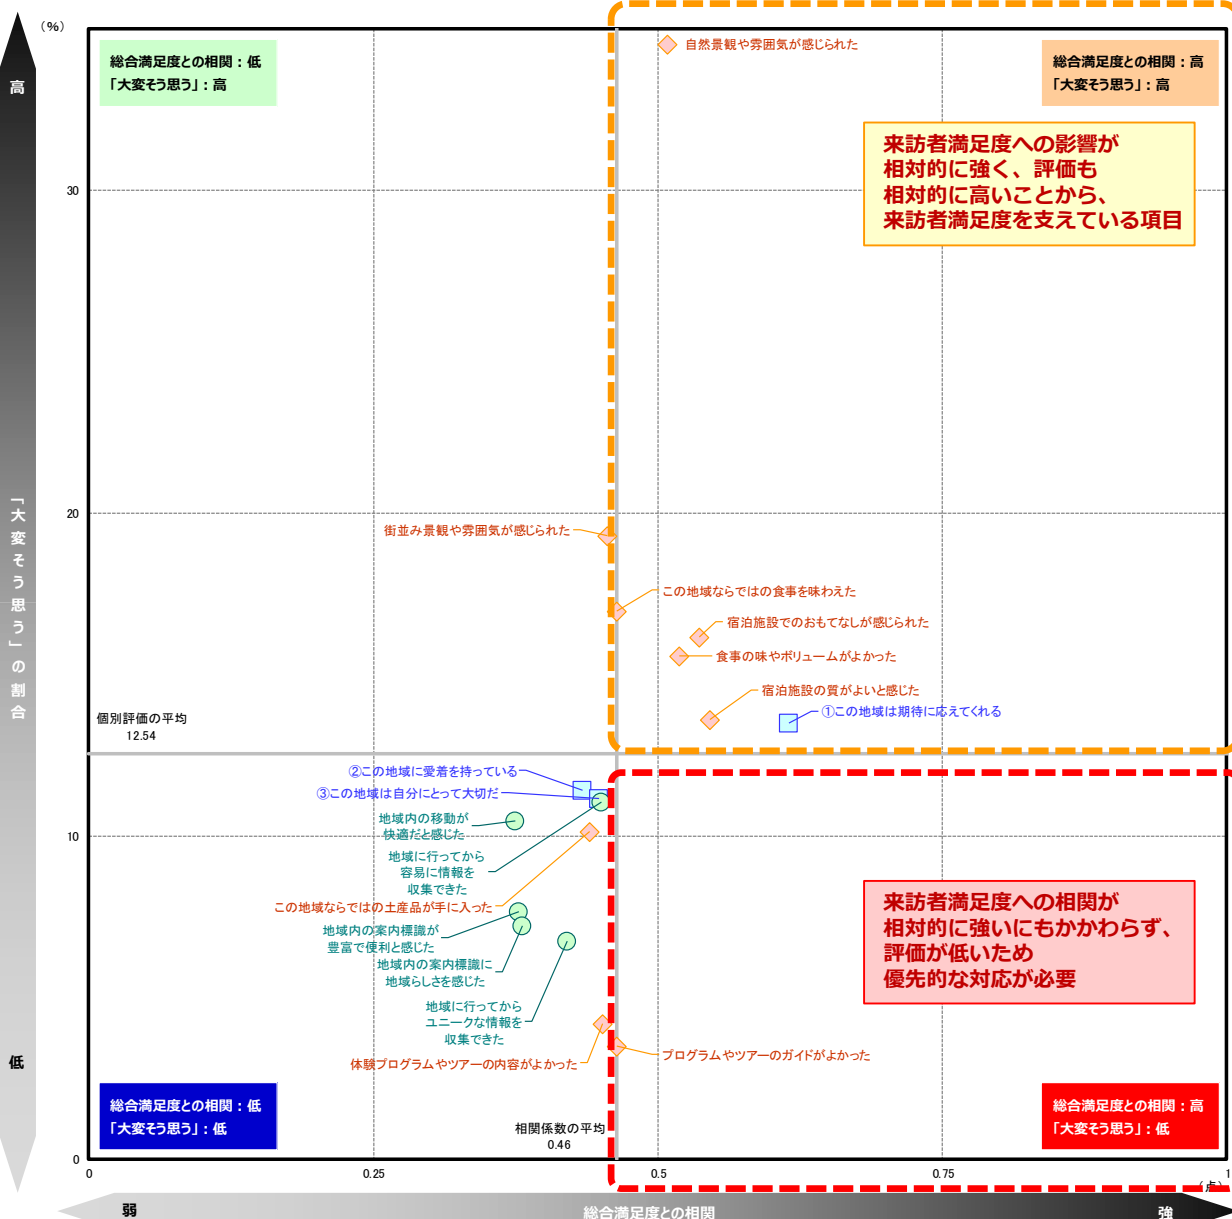 （%）
高
「大変そう思う」の割合
低
総合満足度との相関：低
「大変そう思う」：高
自然景観や雰囲気が感じられた
総合満足度との相関：高
「大変そう思う」：高
来訪者満足度への影響が
相対的に強く、評価も
相対的に高いことから、
来訪者満足度を支えている項目
30
20
街並み景観や雰囲気が感じられた
この地域ならではの食事を味わえた
宿泊施設でのおもてなしが感じられた
食事の味やボリュームがよかった
宿泊施設の質がよいと感じた
①この地域は期待に応えてくれる
個別評価の平均
12.54
②この地域に愛着を持っている
③この地域は自分にとって大切だ
地域内の移動が
快適だと感じた
10
地域に行ってから
容易に情報を
収集できた
この地域ならではの土産品が手に入った
地域内の案内標識が
豊富で便利と感じた
地域内の案内標識に
地域らしさを感じた
地域に行ってから
ユニークな情報を
収集できた
体験プログラムやツアーの内容がよかった
プログラムやツアーのガイドがよかった
来訪者満足度への相関が
相対的に強いにもかかわらず、
評価が低いため
優先的な対応が必要
総合満足度との相関：低
「大変そう思う」：低
相関係数の平均
0.46
総合満足度との相関：高
「大変そう思う」：低
0
0
0.25
0.5
0.75
1
（点）
弱
総合満足度との相関
強